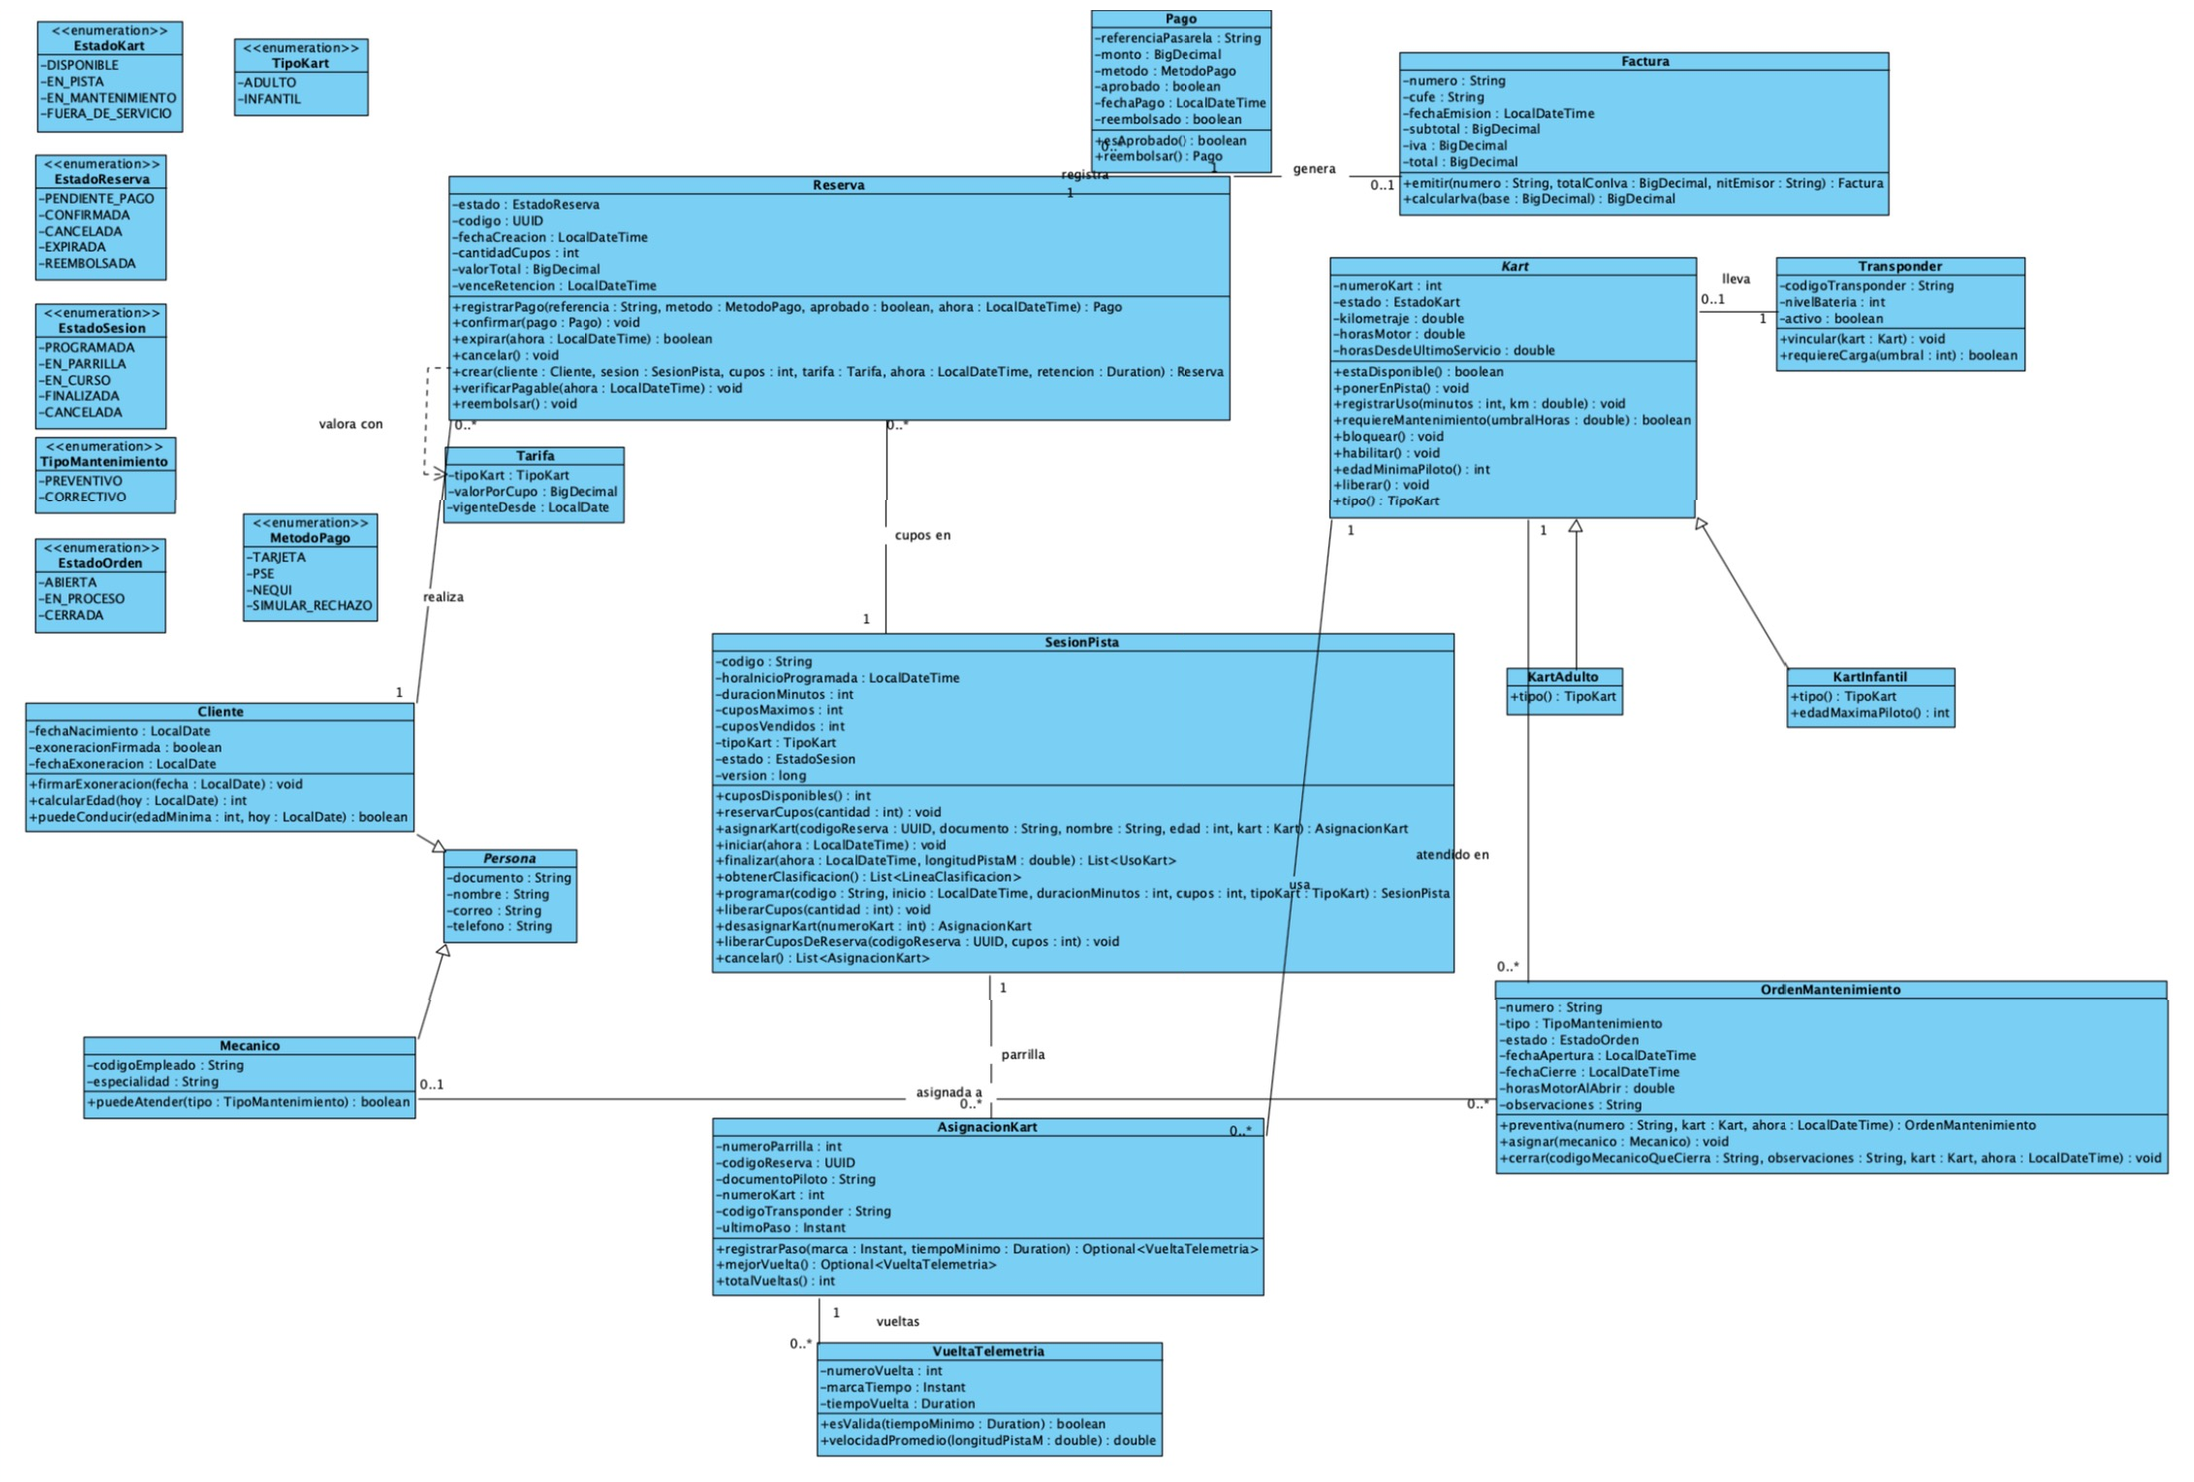 <<enumeration>>
EstadoKart
-DISPONIBLE
-EN_PISTA
-EN_MANTENIMIENTO
-FUERA_DE_SERVICIO
<<enumeration>>
TipoKart
-ADULTO
-INFANTIL
<<enumeration>>
EstadoReserva
-PENDIENTE_PAGO
-CONFIRMADA
-CANCELADA
-EXPIRADA
-REEMBOLSADA
<<enumeration>>
EstadoSesion
-PROGRAMADA
-EN_PARRILLA
-EN_CURSO
-FINALIZADA
-CANCELADA
<<enumeration>>
TipoMantenimiento
-PREVENTIVO
-CORRECTIVO
<<enumeration>>
EstadoOrden
-ABIERTA
-EN_PROCESO
-CERRADA
<<enumeration>>
MetodoPago
-TARJETA
-PSE
-NEQUI
-SIMULAR_RECHAZO
Pago
-referenciaPasarela : String
-monto : BigDecimal
-metodo : MetodoPago
-aprobado : boolean
-fechaPago : LocalDateTime
-reembolsado : boolean
+esAprobado() : boolean
+reembolsar() : Pago
0..*
registra
1
1
genera
0..1
Factura
-numero : String
-cufe : String
-fechaEmision : LocalDateTime
-subtotal : BigDecimal
-iva : BigDecimal
-total : BigDecimal
+emitir(numero : String, totalConIva : BigDecimal, nitEmisor : String) : Factura
+calcularIva(base : BigDecimal) : BigDecimal
Reserva
-estado : EstadoReserva
-codigo : UUID
-fechaCreacion : LocalDateTime
-cantidadCupos : int
-valorTotal : BigDecimal
-venceRetencion : LocalDateTime
+registrarPago(referencia : String, metodo : MetodoPago, aprobado : boolean, ahora : LocalDateTime) : Pago
+confirmar(pago : Pago) : void
+expirar(ahora : LocalDateTime) : boolean
+cancelar() : void
+crear(cliente : Cliente, sesion : SesionPista, cupos : int, tarifa : Tarifa, ahora : LocalDateTime, retencion : Duration) : Reserva
+verificarPagable(ahora : LocalDateTime) : void
+reembolsar() : void
valora con
0..*
0..*
Tarifa
-tipoKart : TipoKart
-valorPorCupo : BigDecimal
-vigenteDesde : LocalDate
cupos en
1
realiza
1
Kart
-numeroKart : int
-estado : EstadoKart
-kilometraje : double
-horasMotor : double
-horasDesdeUltimoServicio : double
+estaDisponible() : boolean
+ponerEnPista() : void
+registrarUso(minutos : int, km : double) : void
+requiereMantenimiento(umbralHoras : double) : boolean
+bloquear() : void
+habilitar() : void
+edadMinimaPiloto() : int
+liberar() : void
+tipo() : TipoKart
lleva
0..1
1
Transponder
-codigoTransponder : String
-nivelBateria : int
-activo : boolean
+vincular(kart : Kart) : void
+requiereCarga(umbral : int) : boolean
1
1
KartAdulto
+tipo() : TipoKart
KartInfantil
+tipo() : TipoKart
+edadMaximaPiloto() : int
Cliente
-fechaNacimiento : LocalDate
-exoneracionFirmada : boolean
-fechaExoneracion : LocalDate
+firmarExoneracion(fecha : LocalDate) : void
+calcularEdad(hoy : LocalDate) : int
+puedeConducir(edadMinima : int, hoy : LocalDate) : boolean
Persona
-documento : String
-nombre : String
-correo : String
-telefono : String
SesionPista
-codigo : String
-horaInicioProgramada : LocalDateTime
-duracionMinutos : int
-cuposMaximos : int
-cuposVendidos : int
-tipoKart : TipoKart
-estado : EstadoSesion
-version : long
+cuposDisponibles() : int
+reservarCupos(cantidad : int) : void
+asignarKart(codigoReserva : UUID, documento : String, nombre : String, edad : int, kart : Kart) : AsignacionKart
+iniciar(ahora : LocalDateTime) : void
+finalizar(ahora : LocalDateTime, longitudPistaM : double) : List<UsoKart>
+obtenerClasificacion() : List<LineaClasificacion>
+programar(codigo : String, inicio : LocalDateTime, duracionMinutos : int, cupos : int, tipoKart : TipoKart) : SesionPista
+liberarCupos(cantidad : int) : void
+desasignarKart(numeroKart : int) : AsignacionKart
+liberarCuposDeReserva(codigoReserva : UUID, cupos : int) : void
+cancelar() : List<AsignacionKart>
atendido en
usa
0..*
1
parrilla
Mecanico
-codigoEmpleado : String
-especialidad : String
+puedeAtender(tipo : TipoMantenimiento) : boolean
0..1
asignada a
0..*
0..*
OrdenMantenimiento
-numero : String
-tipo : TipoMantenimiento
-estado : EstadoOrden
-fechaApertura : LocalDateTime
-fechaCierre : LocalDateTime
-horasMotorAlAbrir : double
-observaciones : String
+preventiva(numero : String, kart : Kart, ahora : LocalDateTime) : OrdenMantenimiento
+asignar(mecanico : Mecanico) : void
+cerrar(codigoMecanicoQueCierra : String, observaciones : String, kart : Kart, ahora : LocalDateTime) : void
AsignacionKart
0..*
-numeroParrilla : int
-codigoReserva : UUID
-documentoPiloto : String
-numeroKart : int
-codigoTransponder : String
-ultimoPaso : Instant
+registrarPaso(marca : Instant, tiempoMinimo : Duration) : Optional<VueltaTelemetria>
+mejorVuelta() : Optional<VueltaTelemetria>
+totalVueltas() : int
1
vueltas
0..*
VueltaTelemetria
-numeroVuelta : int
-marcaTiempo : Instant
-tiempoVuelta : Duration
+esValida(tiempoMinimo : Duration) : boolean
+velocidadPromedio(longitudPistaM : double) : double